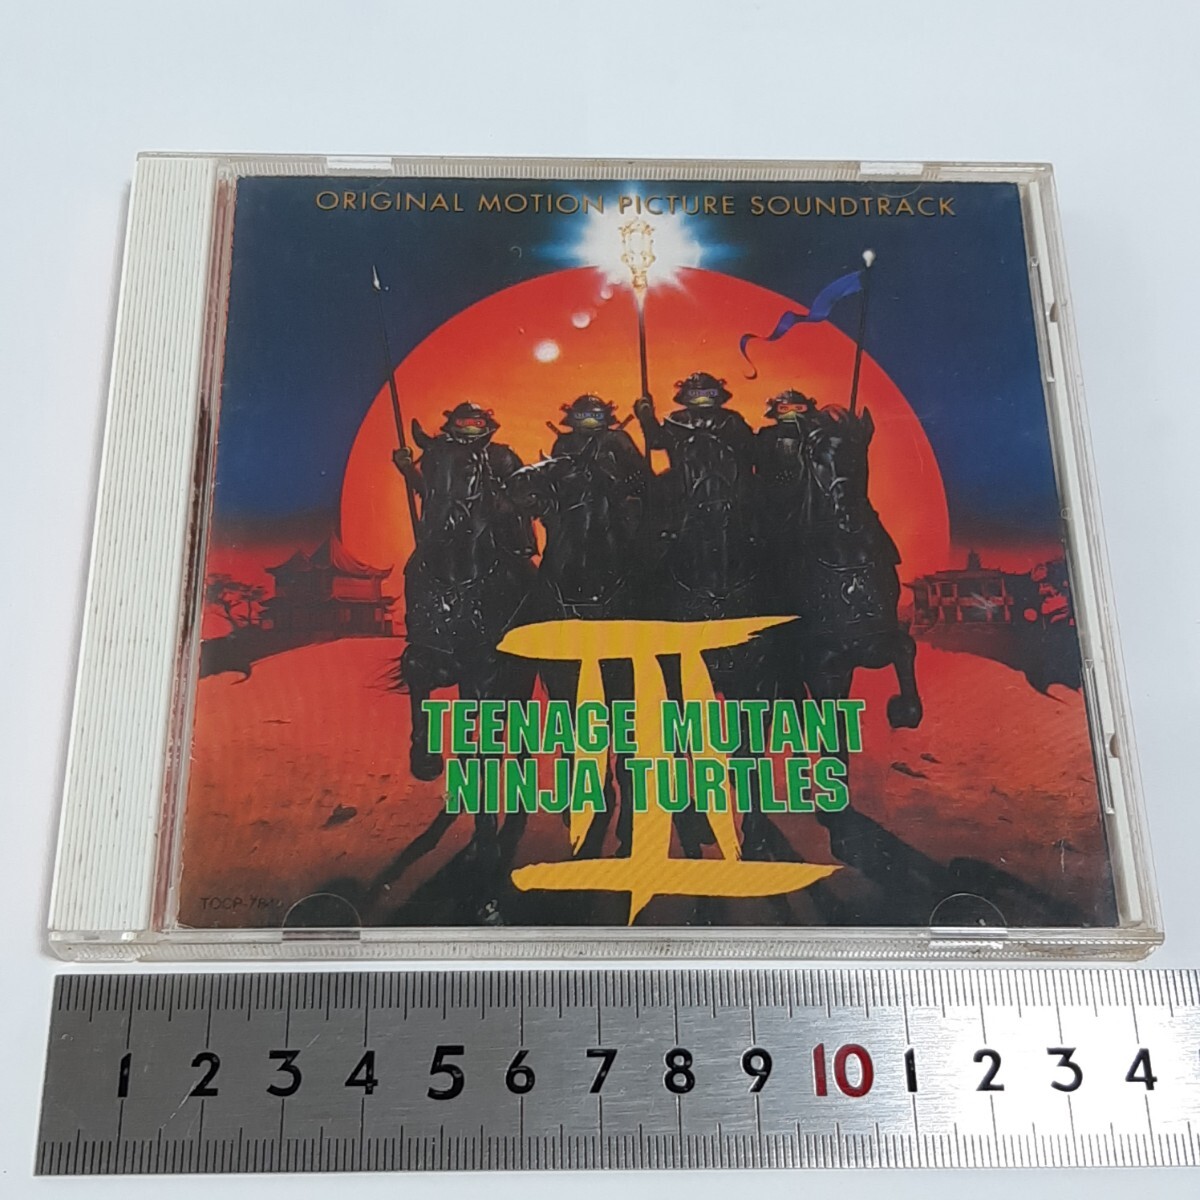 ORIGINAL MOTION PICTURE SOUNDTRACK
III
TEENAGE MUTANT
NINJA TURTLES
1 2 3 4 5 6 7 8 9 10 1 2 3 4